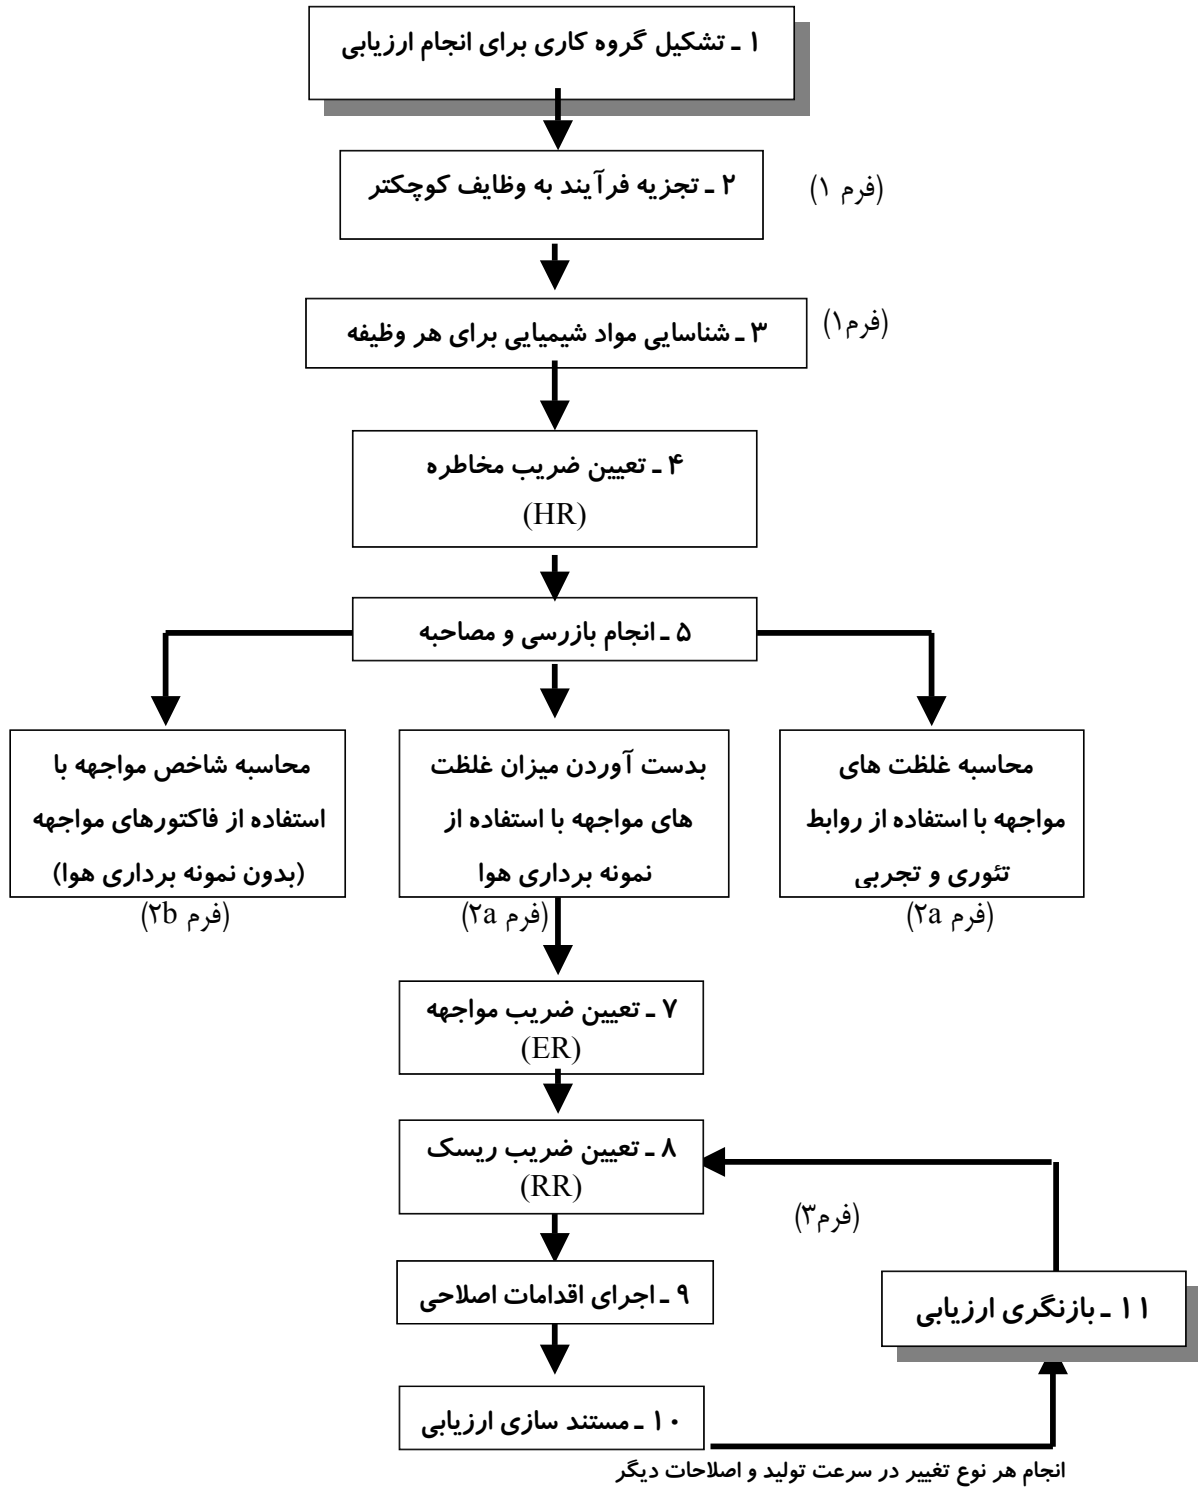 ۱ ـ تشکیل گروه کاری برای انجام ارزیابی
۲ ـ تجزیه فرآیند به وظایف کوچکتر
(فرم ۱)
۳ ـ شناسایی مواد شیمیایی برای هر وظیفه
(فرم۱)
۴ ـ تعیین ضریب مخاطره
(HR)
۵ ـ انجام بازرسی و مصاحبه
محاسبه غلظت های
مواجهه با استفاده از روابط
تئوری و تجربی
(فرم ۲a)
بدست آوردن میزان غلظت
های مواجهه با استفاده از
نمونه برداری هوا
(فرم ۲a)
محاسبه شاخص مواجهه با
استفاده از فاکتورهای مواجهه
(بدون نمونه برداری هوا)
(فرم ۲b)
۷ ـ تعیین ضریب مواجهه
(ER)
۸ ـ تعیین ضریب ریسک
(RR)
(فرم۳)
۹ ـ اجرای اقدامات اصلاحی
۱۱ ـ بازنگری ارزیابی
۱۰ ـ مستند سازی ارزیابی
انجام هر نوع تغییر در سرعت تولید و اصلاحات دیگر